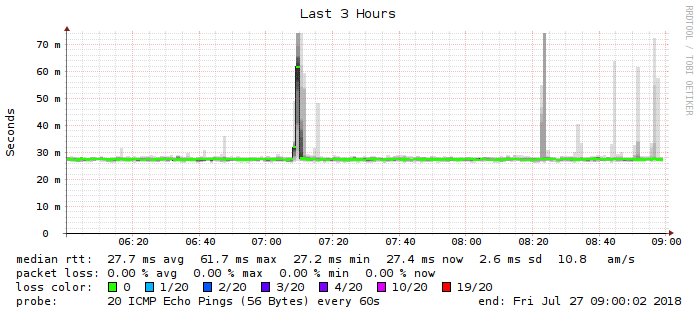 Last 3 Hours
RRDTOOL / TOBI OETIKER
Seconds
70 m
60 m
50 m
40 m
30 m
20 m
10 m
0
06:20 06:40 07:00 07:20 07:40 08:00 08:20 08:40 09:00
median rtt: 27.7 ms avg 61.7 ms max 27.2 ms min 27.4 ms now 2.6 ms sd 10.8 am/s
packet loss: 0.00 % avg 0.00 % max 0.00 % min 0.00 % now
loss color: 0 1/20 2/20 3/20 4/20 10/20 19/20
probe: 20 ICMP Echo Pings (56 Bytes) every 60s end: Fri Jul 27 09:00:02 2018